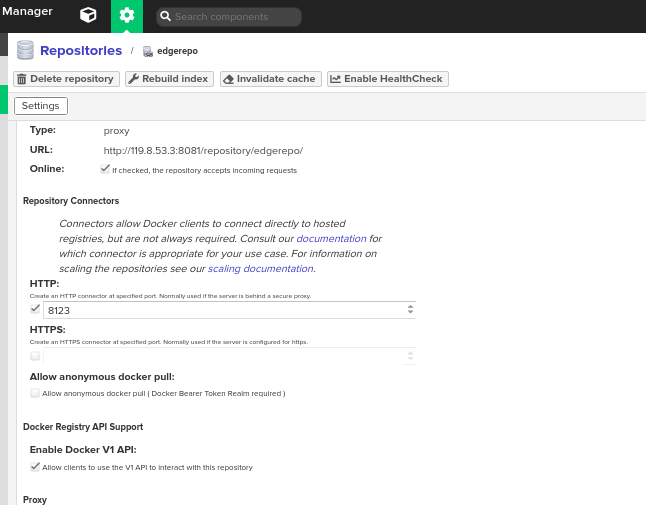 Manager
Search components
Repositories / edgerepo
Delete repository
Rebuild index
Invalidate cache
Enable HealthCheck
Settings
Type: proxy
URL: http://119.8.53.3:8081/repository/edgerepo/
Online: If checked, the repository accepts incoming requests
Repository Connectors
Connectors allow Docker clients to connect directly to hosted
registries, but are not always required. Consult our documentation for
which connector is appropriate for your use case. For information on
scaling the repositories see our scaling documentation.
HTTP:
Create an HTTP connector at specified port. Normally used if the server is behind a secure proxy.
8123
HTTPS:
Create an HTTPS connector at specified port. Normally used if the server is configured for https.
Allow anonymous docker pull:
Allow anonymous docker pull ( Docker Bearer Token Realm required )
Docker Registry API Support
Enable Docker V1 API:
Allow clients to use the V1 API to interact with this repository
Proxy